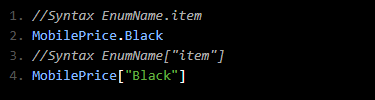 1. //Syntax EnumName.item
2. MobilePrice.Black
3. //Syntax EnumName["item"]
4. MobilePrice["Black"]